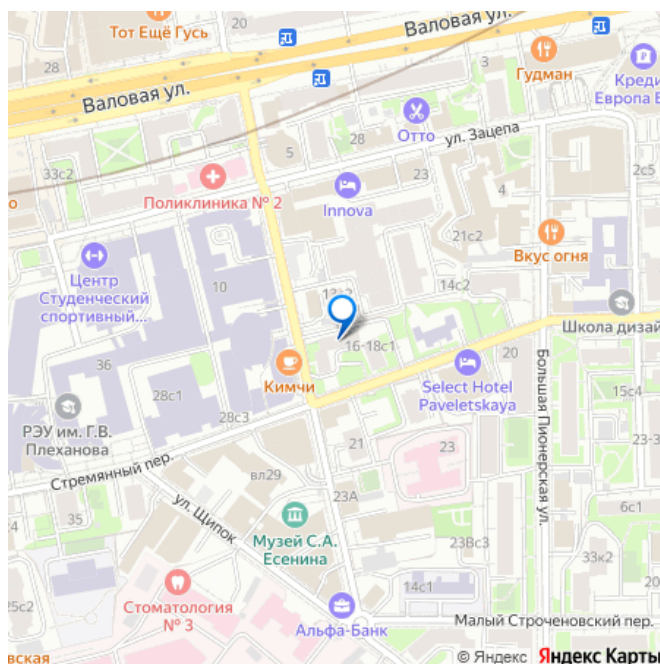 Тот Ещё Гусь
20
Валовая ул.
28
Гудман
3
Кредит
Европа Б
Валовая ул.
Отто
ул. Зацепа
33с2
5
28
2с5
о
Поликлиника № 2
Innova
23
4
21с2
Вкус огня
Центр
Студенческий
спортивный...
10
14с2
Школа дизай
16-18с1
36
Кимчи
Select Hotel
Paveletskaya
20
28с1
15с4
РЭУ им. Г.В.
Плеханова
28с3
Большая Пионерская ул.
21
23
Стремянный пер.
вл29
23А
6с1
35
ул. Щипок
Музей С.А.
Есенина
23Вс3
33к2
25с2
Стоматология
№ 3
14с1
Альфа-Банк
Малый Строченовский пер.
вская
© Яндекс Яндекс Карты